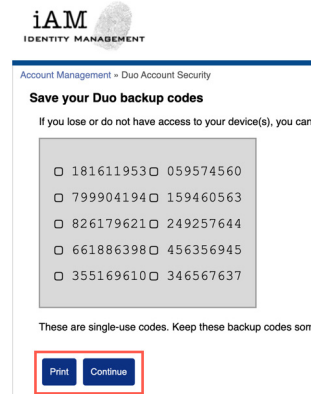 iAM
IDENTITY MANAGEMENT
Account Management » Duo Account Security
Save your Duo backup codes
If you lose or do not have access to your device(s), you can
181611953 059574560
799904194 159460563
826179621 249257644
661886398 456356945
355169610 346567637
These are single-use codes. Keep these backup codes
Print Continue